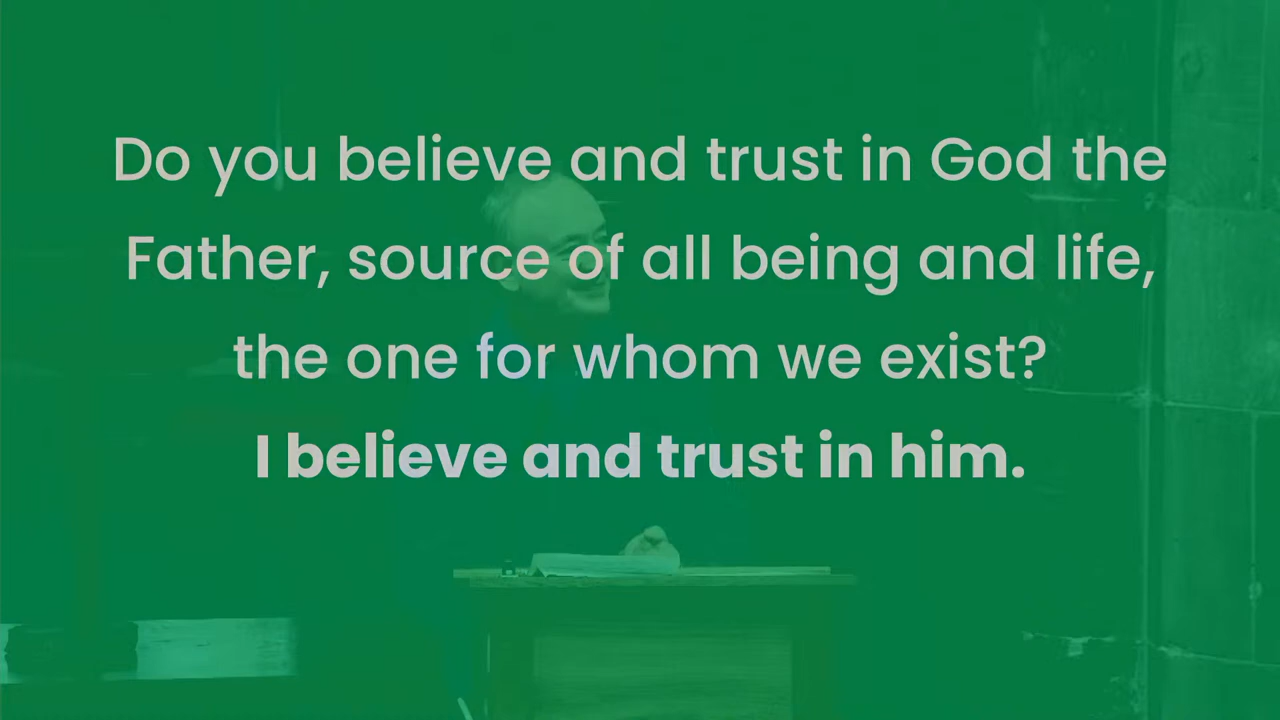 Do you believe and trust in God the
Father, source of all being and life,
the one for whom we exist?
I believe and trust in him.